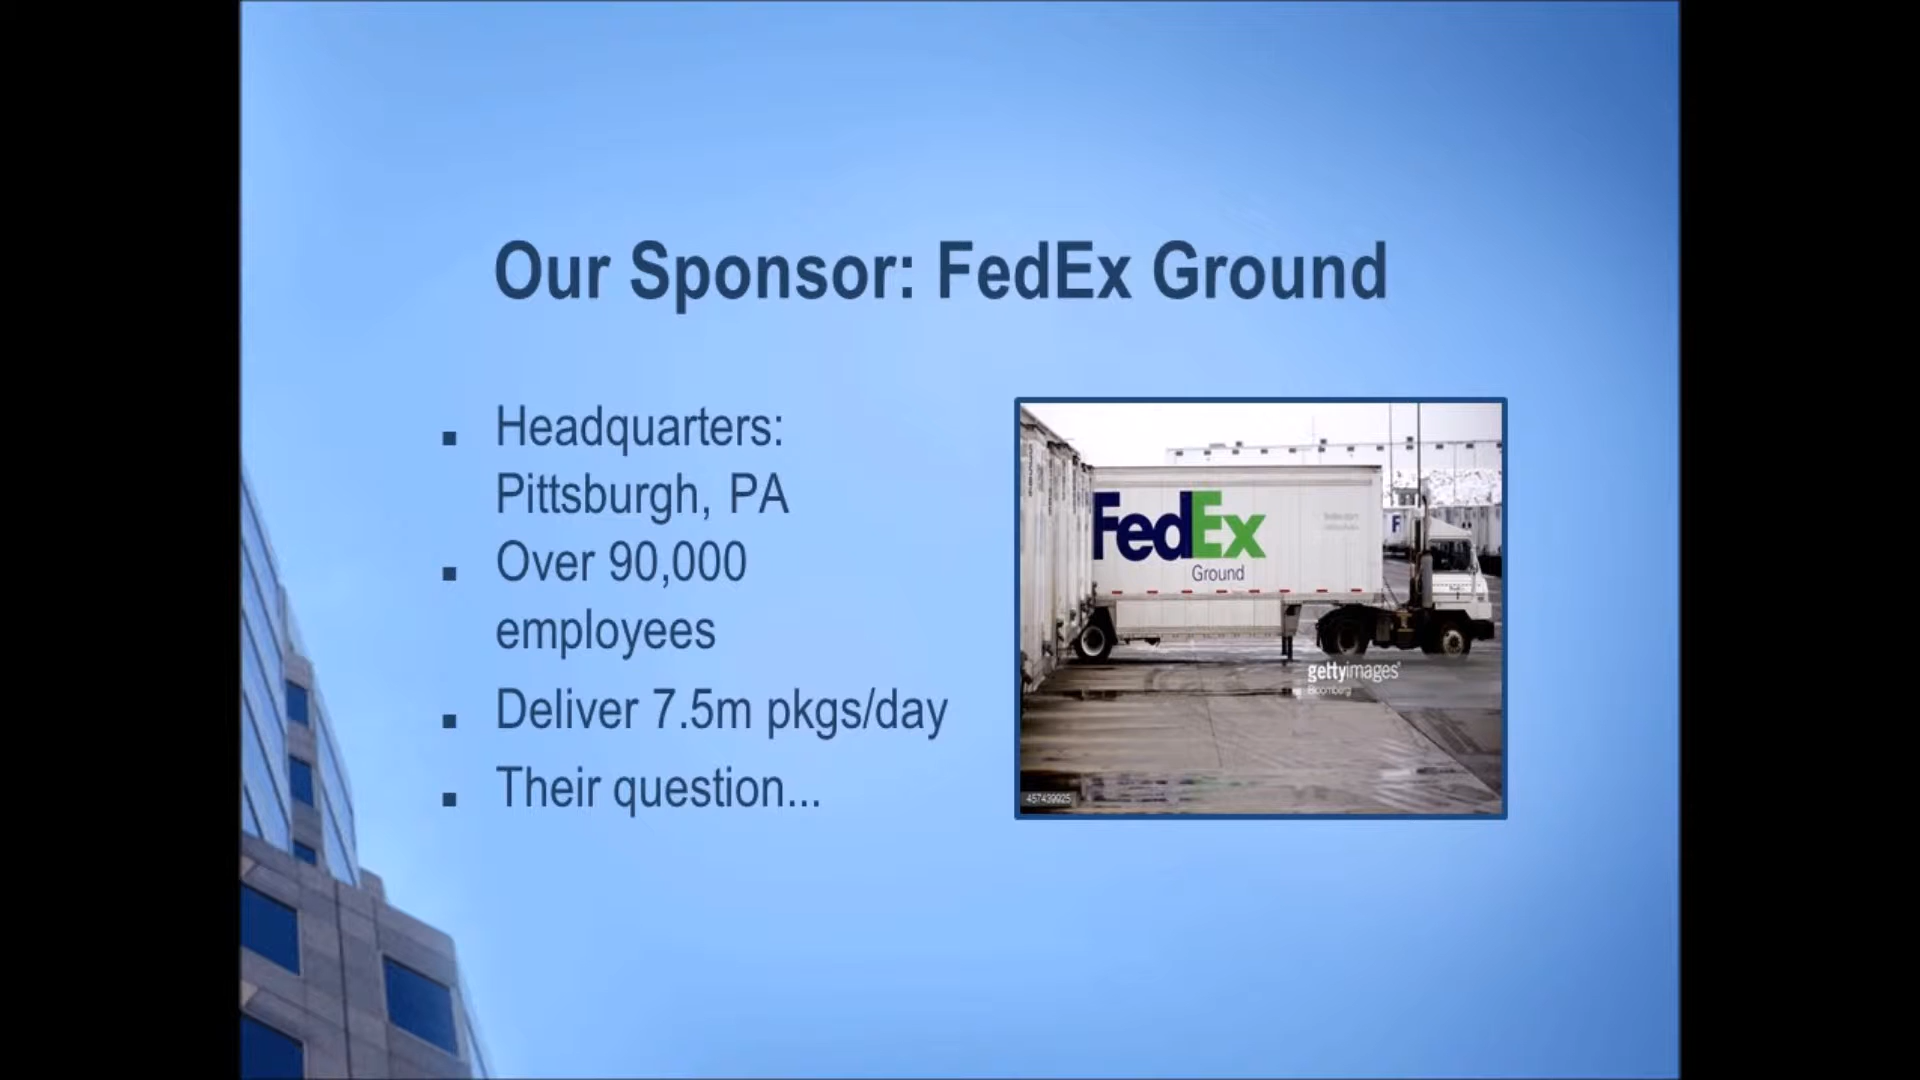 Our Sponsor: FedEx Ground
Headquarters:
Pittsburgh, PA
Over 90,000
employees
Deliver 7.5m pkgs/day
Their question...
FedEx
Ground
F
gettyimages®
Bloomberg
457439925